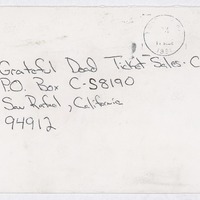 Grateful Dead Ticket Sales - C
P.O. Box C-S8190
San Rafael, California
94912